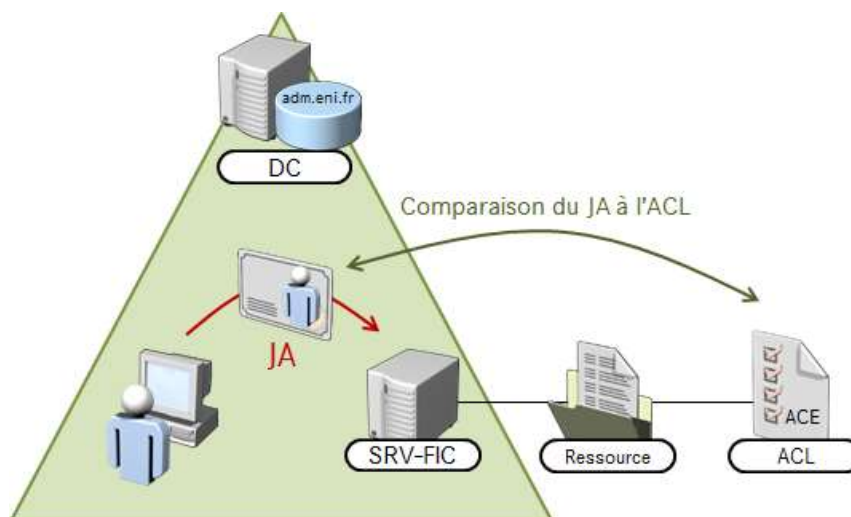 adm.eni.fr
DC
Comparaison du JA à l'ACL
JA
ACE
SRV-FIC
Ressource
ACL